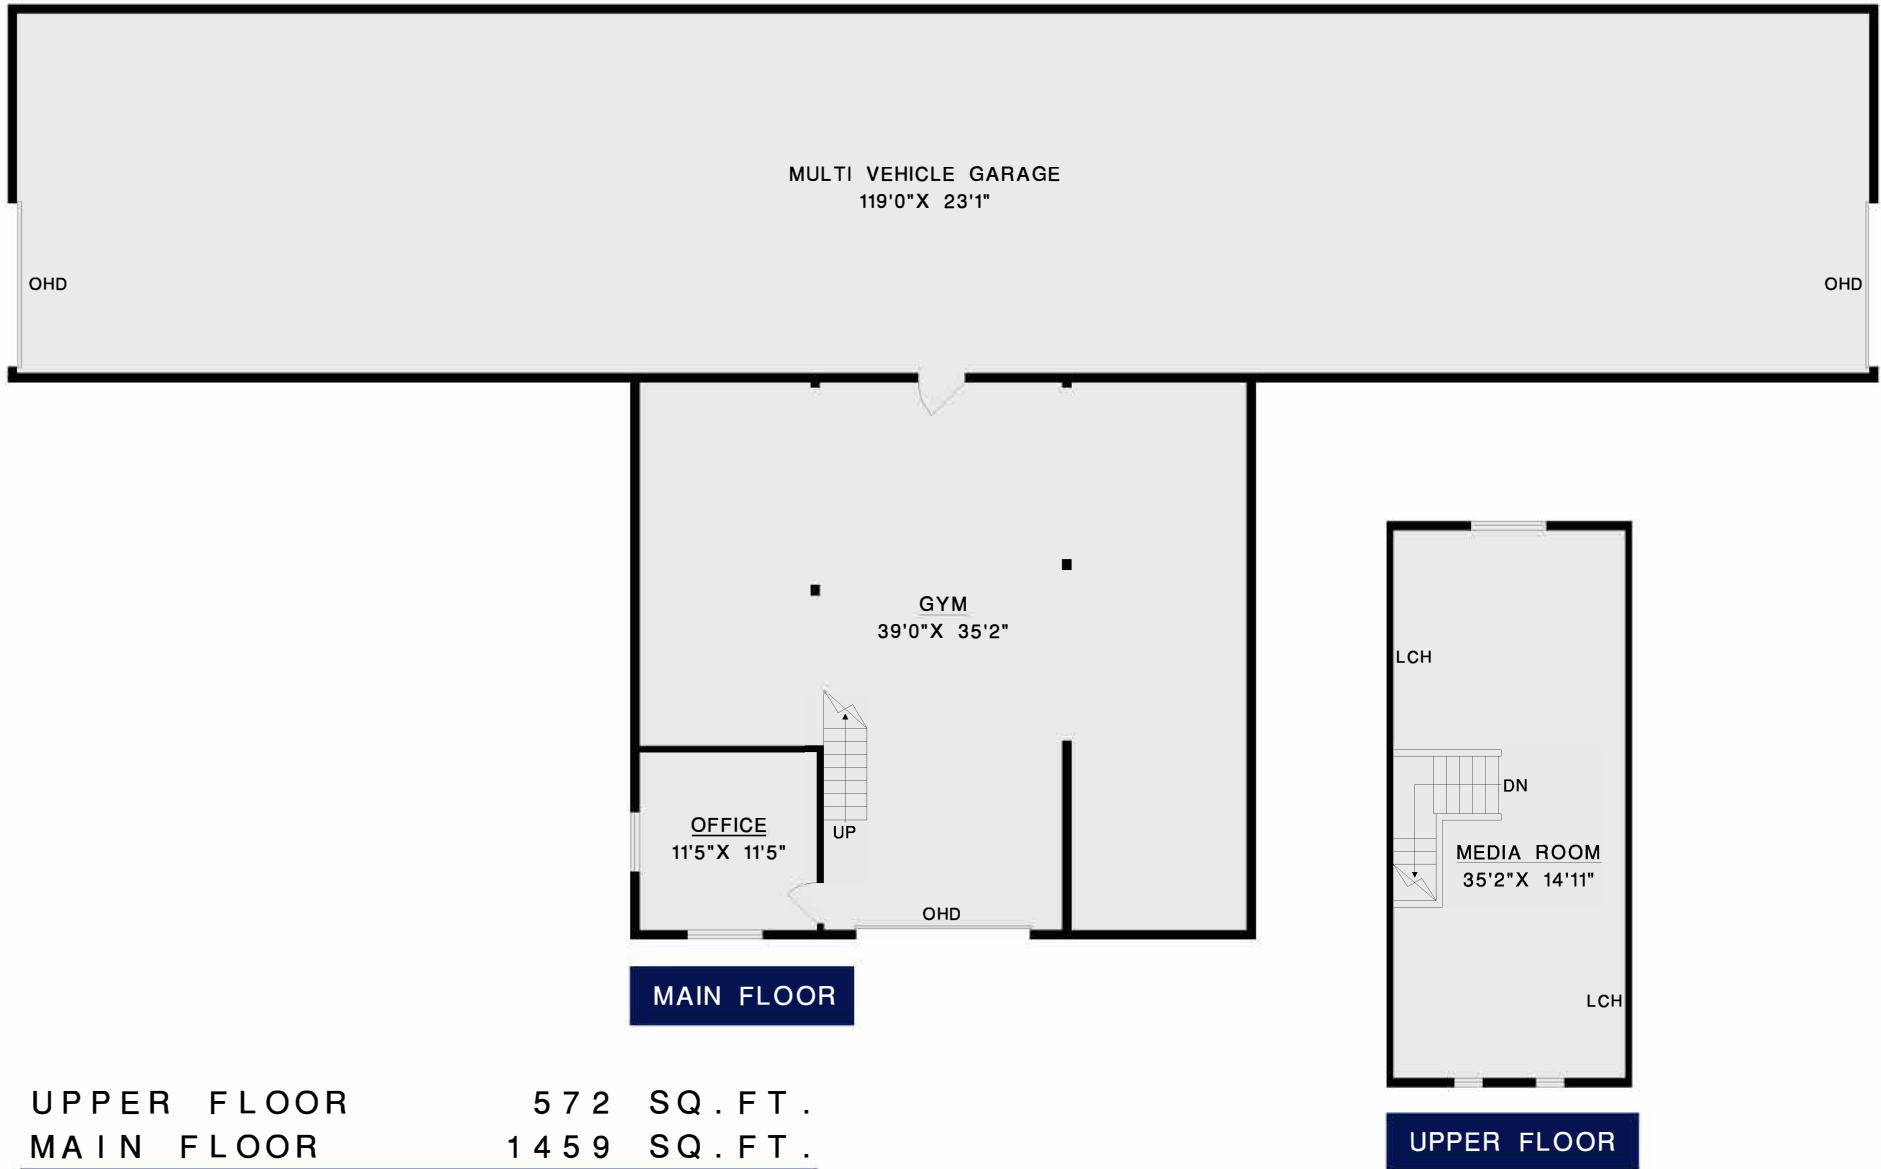 MULTI VEHICLE GARAGE
119'0"X 23'1"
OHD
OHD
GYM
39'0"X 35'2"
LCH
DN
OFFICE
11'5"X 11'5"
UP
MEDIA ROOM
35'2"X 14'11"
OHD
MAIN FLOOR
LCH
UPPER FLOOR 572 SQ.FT.
MAIN FLOOR 1459 SQ.FT.
UPPER FLOOR